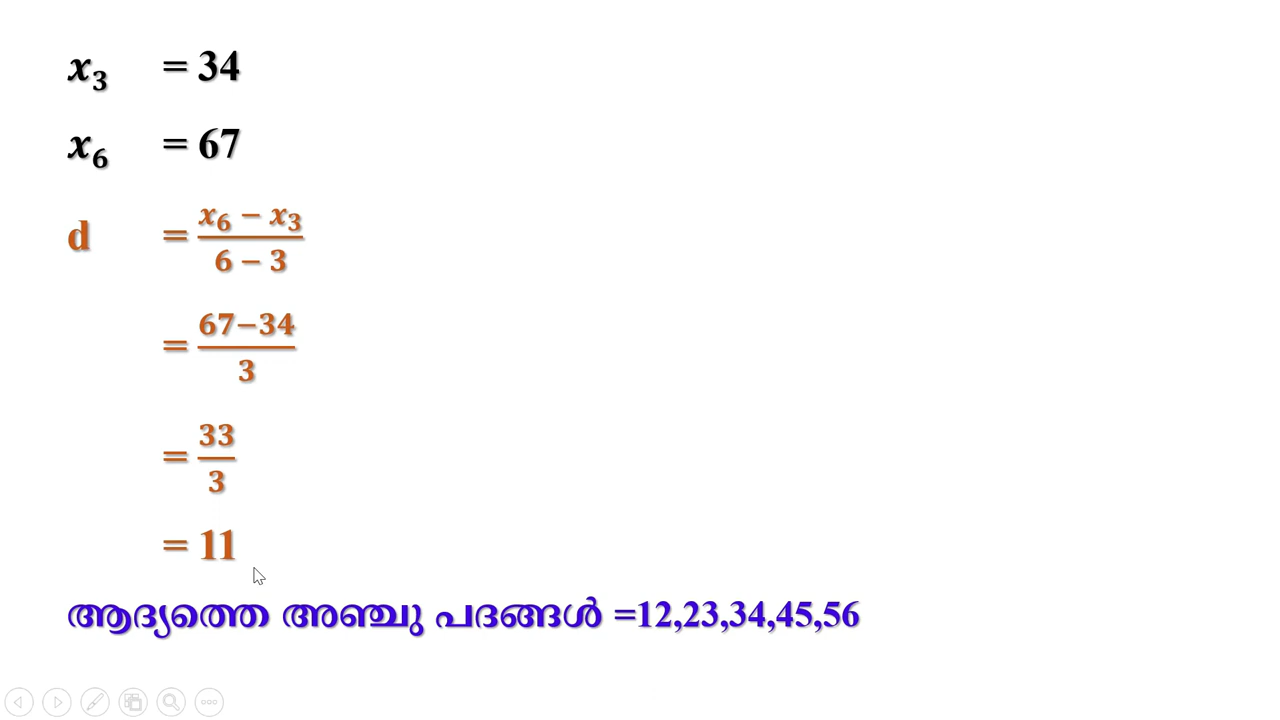 x₃ = 34
x₆ = 67
d = (x₆ − x₃)/(6 − 3)
= (67−34)/3
= 33/3
= 11
ആദ്യത്തെ അഞ്ചു പദങ്ങൾ =12,23,34,45,56